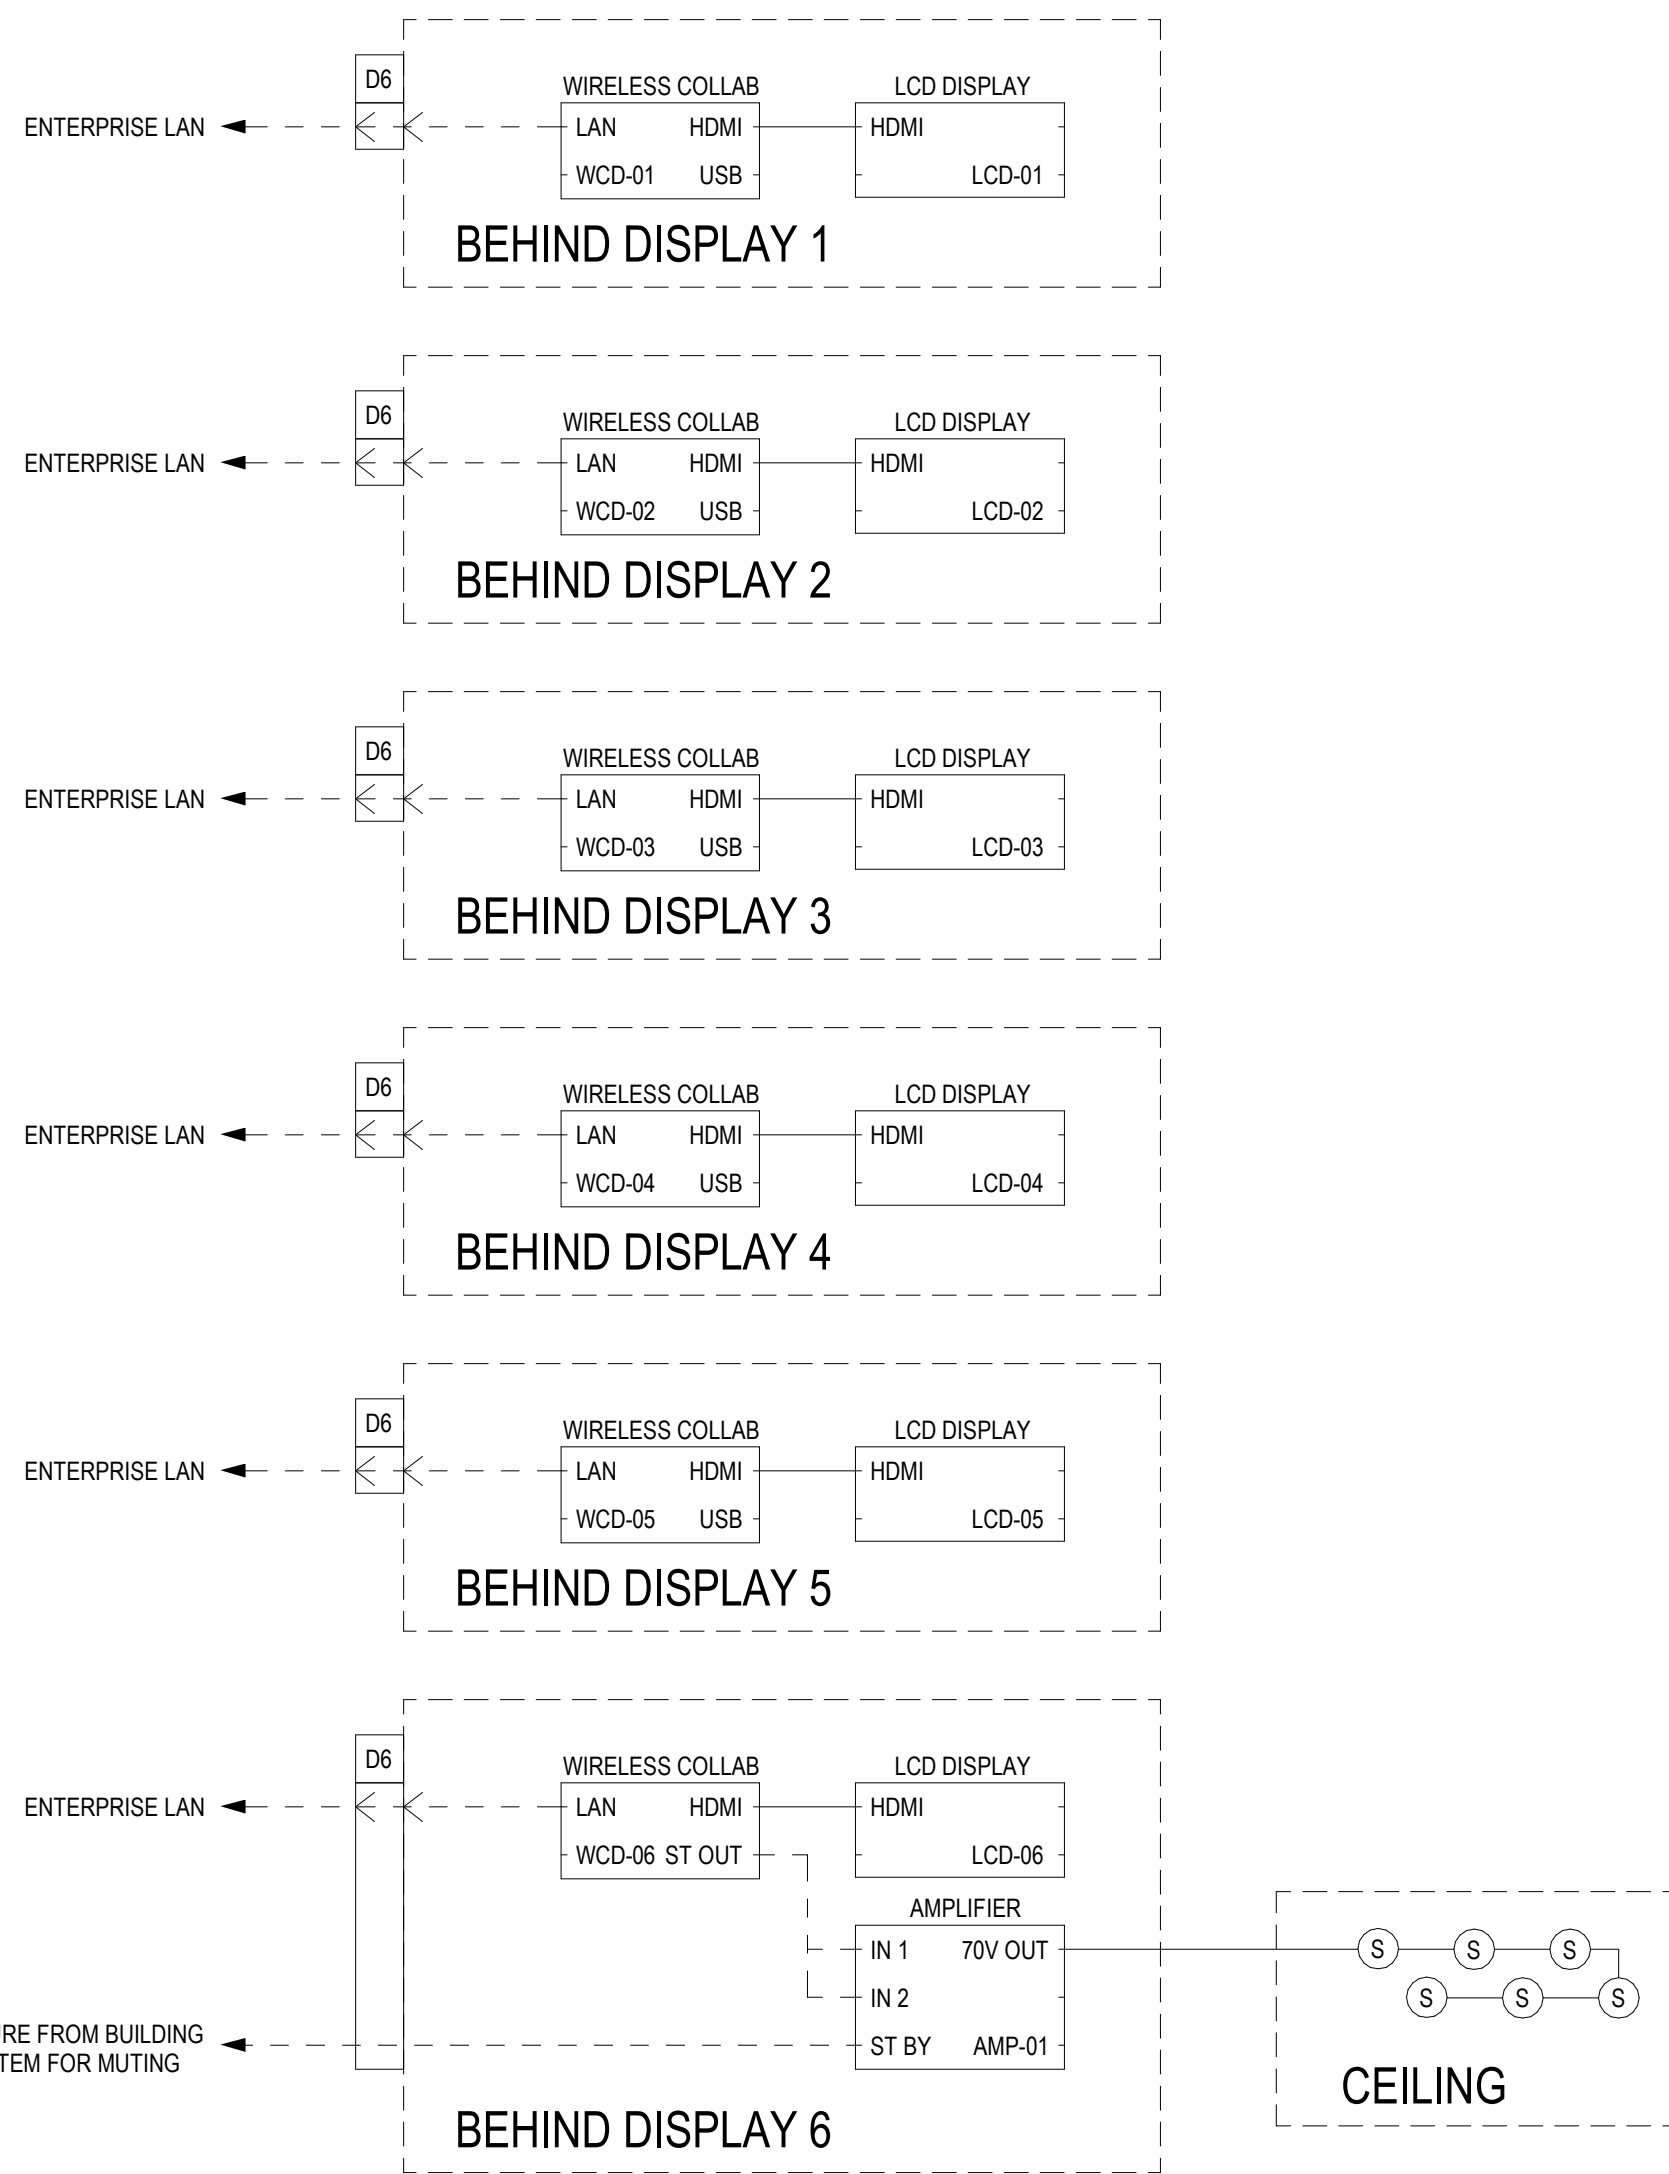 D6
WIRELESS COLLAB LCD DISPLAY
ENTERPRISE LAN LAN HDMI HDMI
WCD-01 USB LCD-01
BEHIND DISPLAY 1
D6
WIRELESS COLLAB LCD DISPLAY
ENTERPRISE LAN LAN HDMI HDMI
WCD-02 USB LCD-02
BEHIND DISPLAY 2
D6
WIRELESS COLLAB LCD DISPLAY
ENTERPRISE LAN LAN HDMI HDMI
WCD-03 USB LCD-03
BEHIND DISPLAY 3
D6
WIRELESS COLLAB LCD DISPLAY
ENTERPRISE LAN LAN HDMI HDMI
WCD-04 USB LCD-04
BEHIND DISPLAY 4
D6
WIRELESS COLLAB LCD DISPLAY
ENTERPRISE LAN LAN HDMI HDMI
WCD-05 USB LCD-05
BEHIND DISPLAY 5
D6
WIRELESS COLLAB LCD DISPLAY
ENTERPRISE LAN LAN HDMI HDMI
WCD-06 ST OUT LCD-06
AMPLIFIER
IN 1 70V OUT S S S
IN 2 S S S
FROM BUILDING
ST BY AMP-01
FOR MUTING
CEILING
BEHIND DISPLAY 6